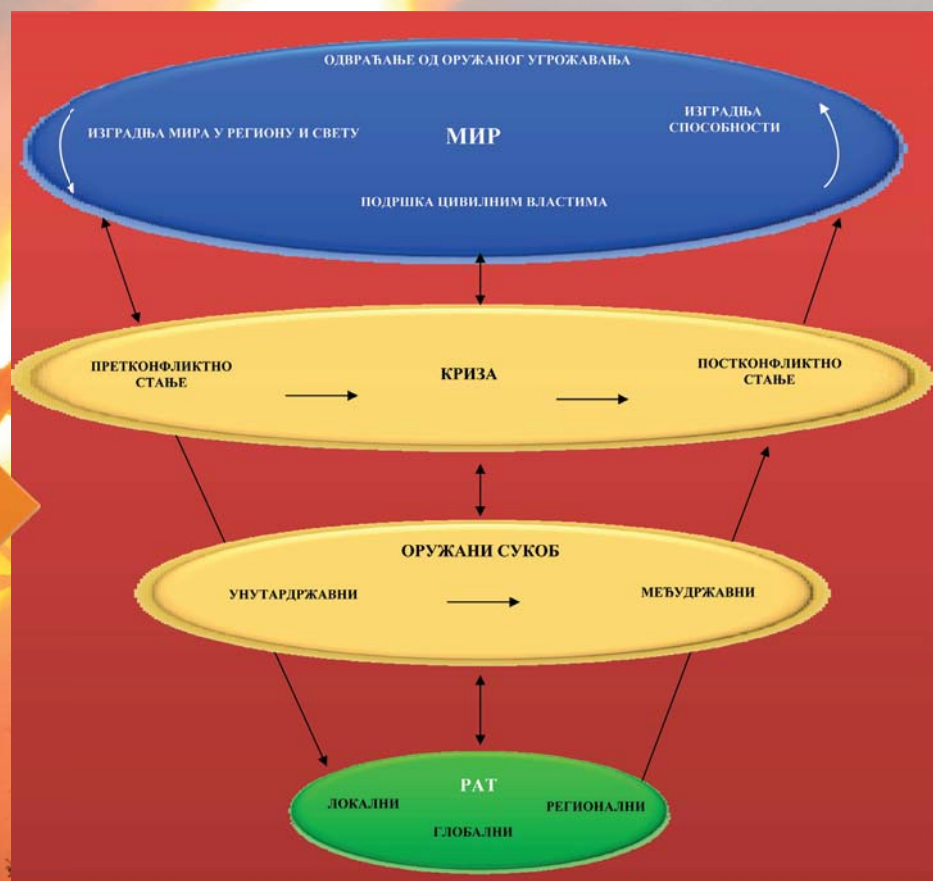 ОДВРАЋАЊЕ ОД ОРУЖАНОГ УГРОЖАВАЊА
ИЗГРАДЊА МИРА У РЕГИОНУ И СВЕТУ
МИР
ИЗГРАДЊА
СПОСОБНОСТИ
ПОДРШКА ЦИВИЛНИМ ВЛАСТИМА
ПРЕТКОНФЛИКТНО
СТАЊЕ
КРИЗА
ПОСТКОНФЛИКТНО
СТАЊЕ
ОРУЖАНИ СУКОБ
УНУТАРДРЖАВНИ
МЕЂУДРЖАВНИ
РАТ
ЛОКАЛНИ
РЕГИОНАЛНИ
ГЛОБАЛНИ